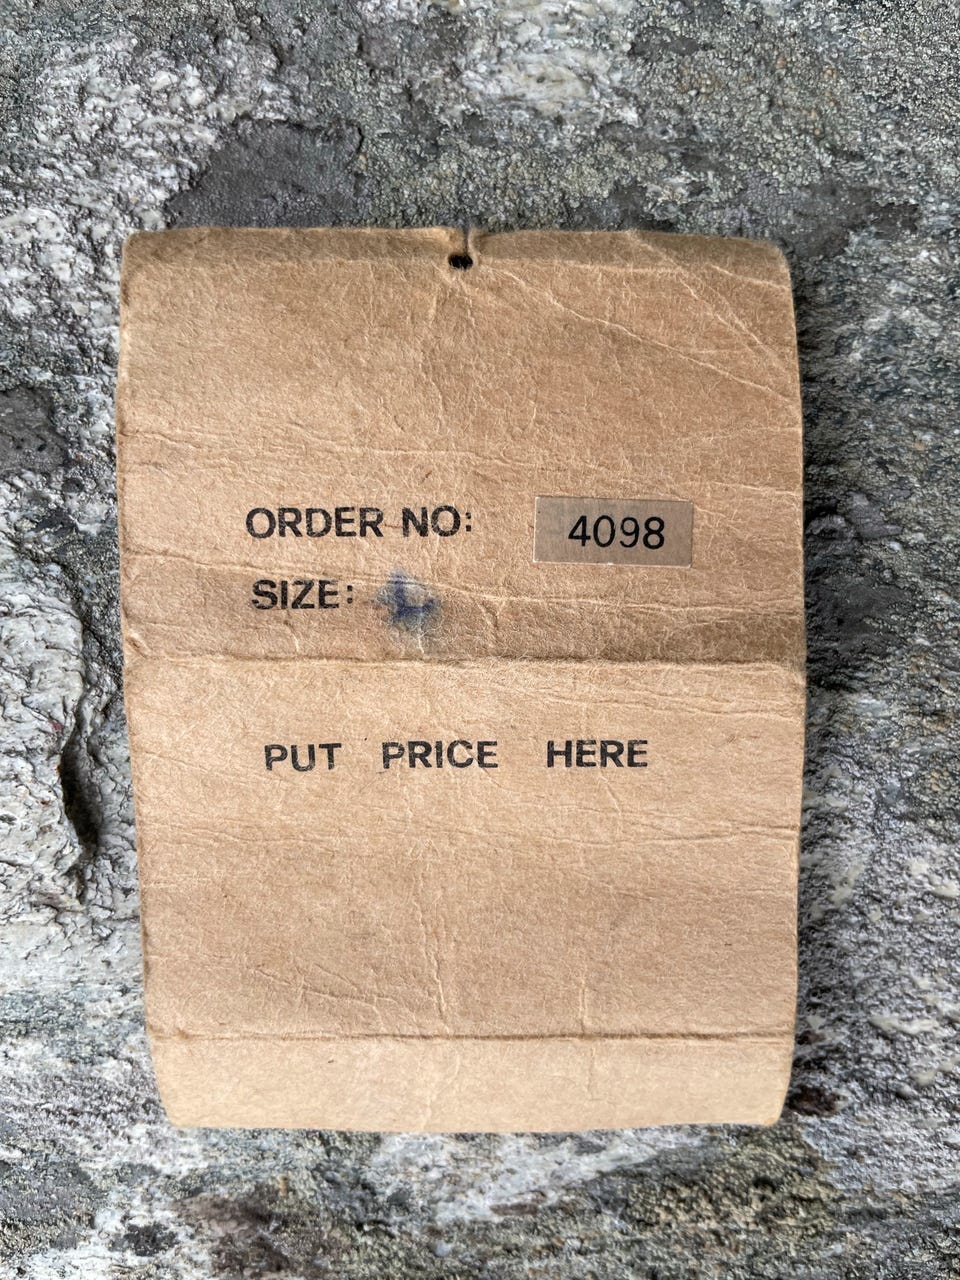 ORDER NO: 4098
SIZE: L
PUT PRICE HERE